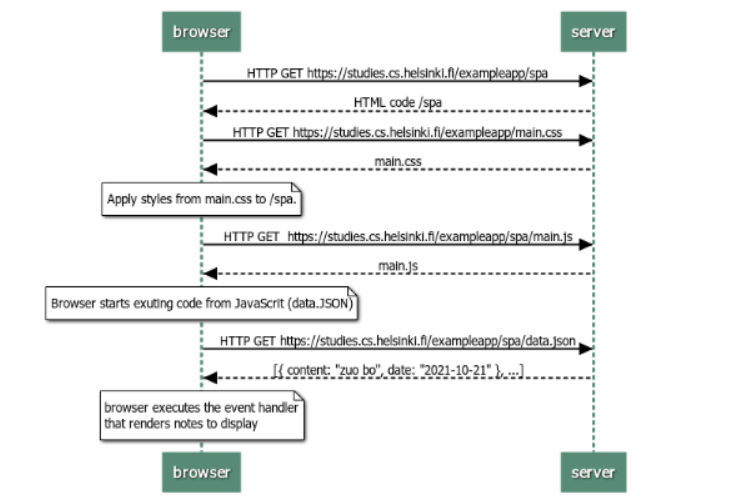 browser server
HTTP GET https://studies.cs.helsinki.fi/exampleapp/spa
HTML code /spa
HTTP GET https://studies.cs.helsinki.fi/exampleapp/main.css
main.css
Apply styles from main.css to /spa.
HTTP GET https://studies.cs.helsinki.fi/exampleapp/spa/main.js
main.js
Browser starts exuting code from JavaScrit (data.JSON)
HTTP GET https://studies.cs.helsinki.fi/exampleapp/spa/data.json
[{ content: "zuo bo", date: "2021-10-21" }, ...]
browser executes the event handler
that renders notes to display
browser server